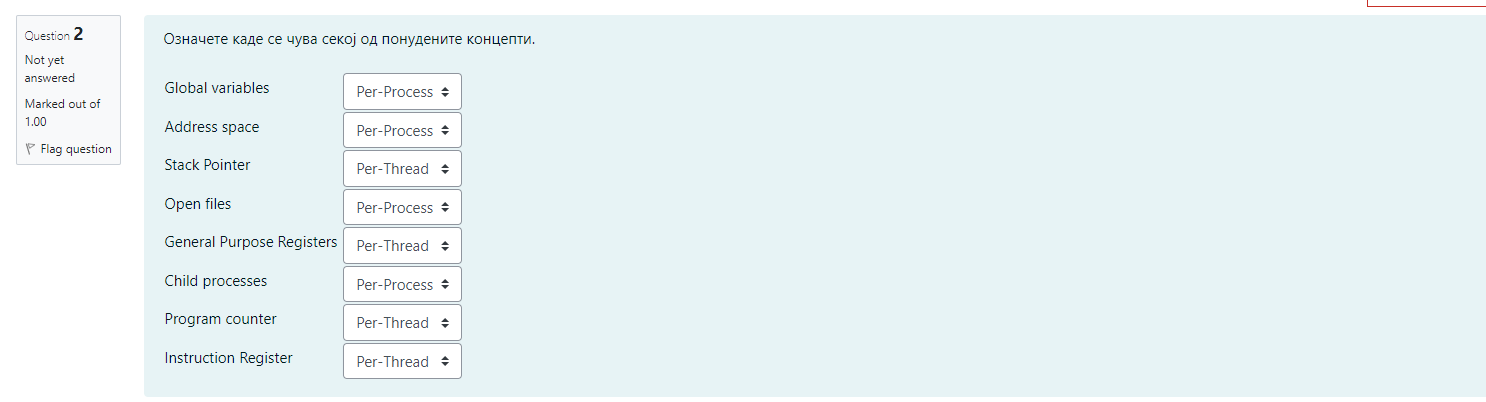 Question 2
Not yet
answered
Marked out of
1.00
Flag question
Означете каде се чува секој од понудените концепти.
Global variables Per-Process
Address space Per-Process
Stack Pointer Per-Thread
Open files Per-Process
General Purpose Registers Per-Thread
Child processes Per-Process
Program counter Per-Thread
Instruction Register Per-Thread